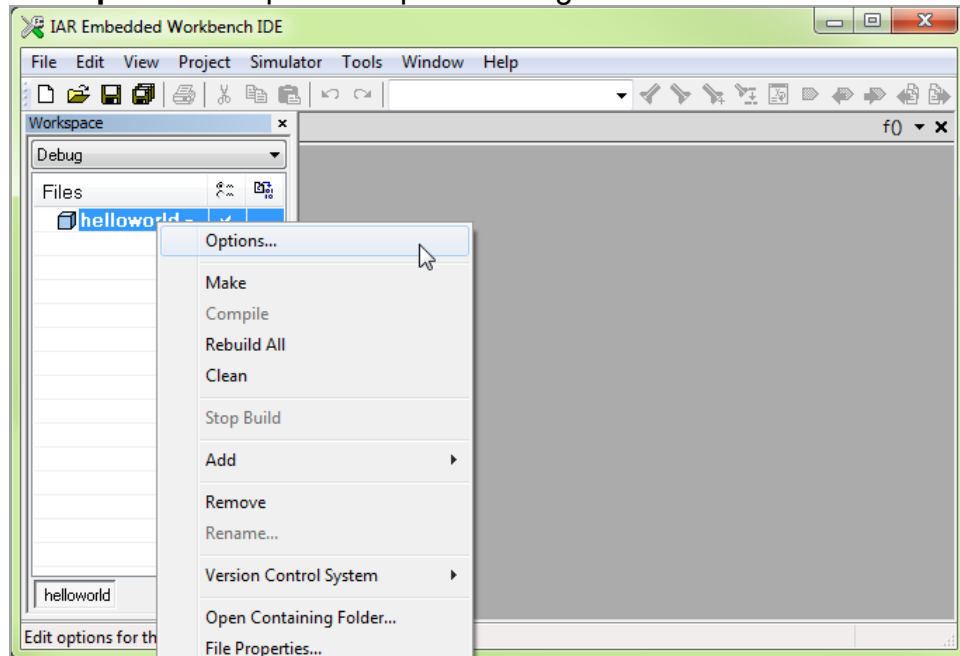 IAR Embedded Workbench IDE
File Edit View Project Simulator Tools Window Help
Workspace
f()
Debug
Files
helloworld -
Options...
Make
Compile
Rebuild All
Clean
Stop Build
Add
Remove
Rename...
Version Control System
helloworld
Open Containing Folder...
Edit options for th
File Properties...